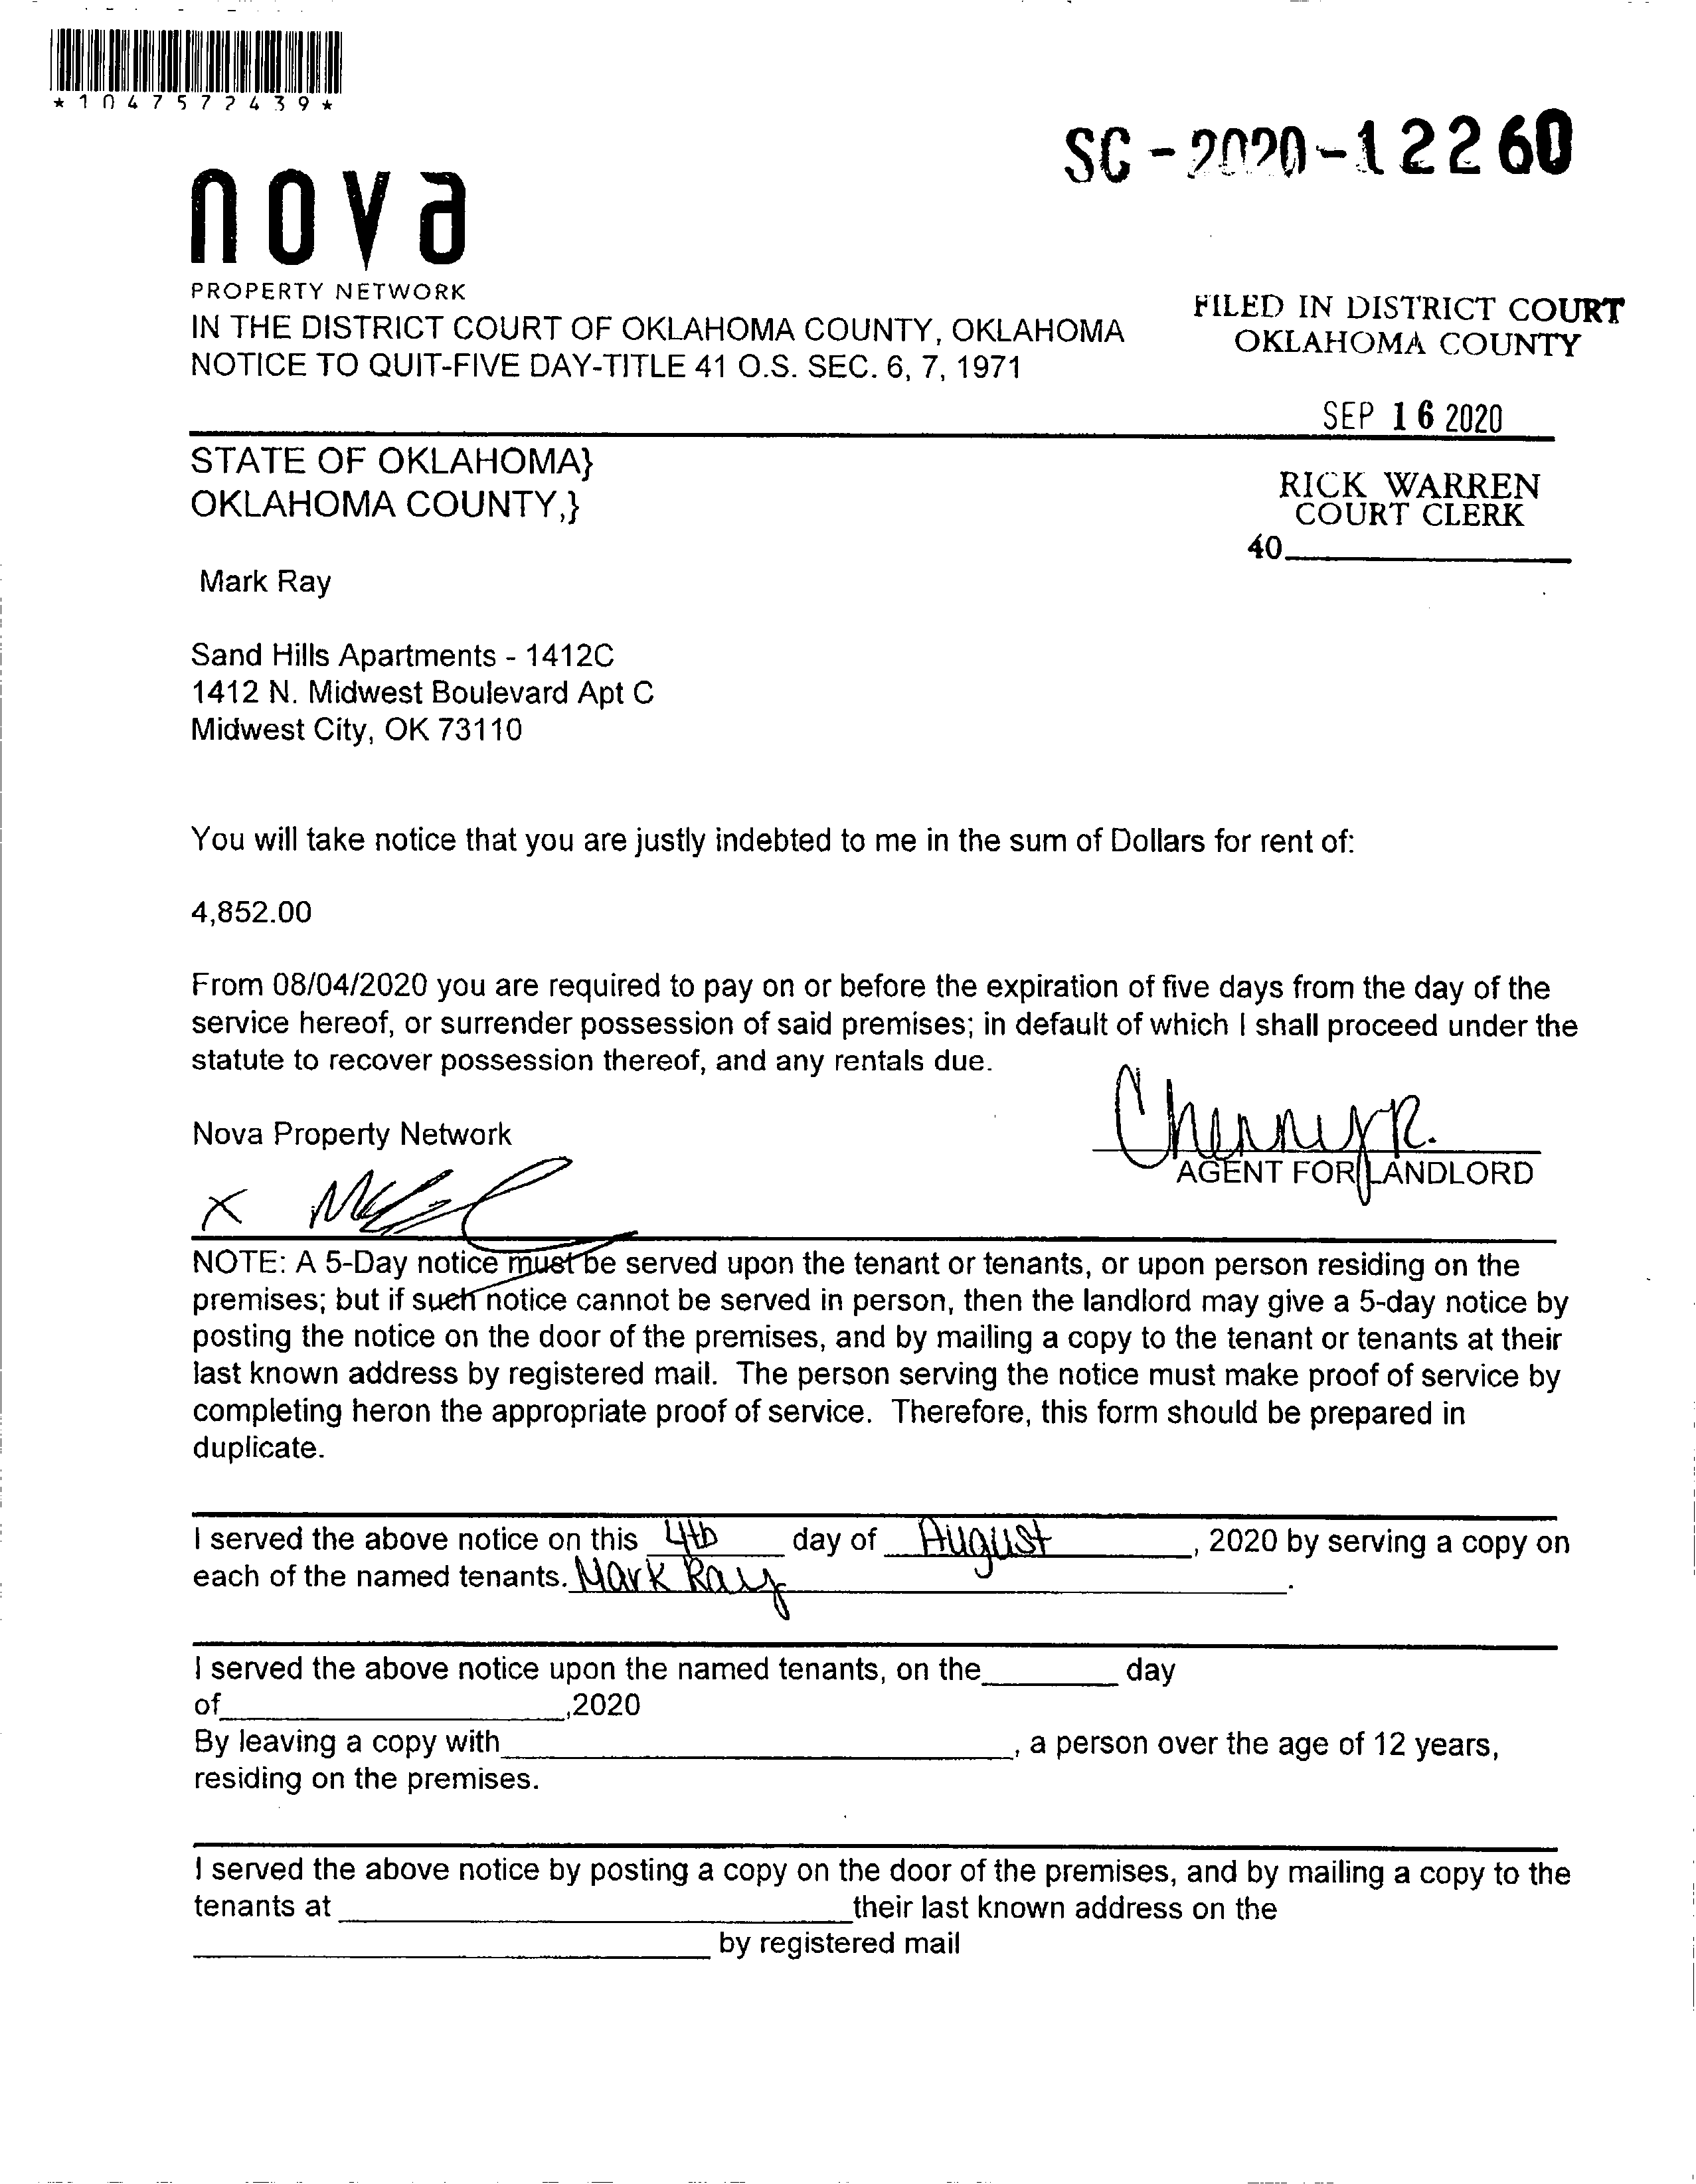 *1047572439*
SC-2020-12260
nova
PROPERTY NETWORK
IN THE DISTRICT COURT OF OKLAHOMA COUNTY, OKLAHOMA
NOTICE TO QUIT-FIVE DAY-TITLE 41 O.S. SEC. 6, 7, 1971
FILED IN DISTRICT COURT
OKLAHOMA COUNTY
SEP 16 2020
RICK WARREN
COURT CLERK
40
STATE OF OKLAHOMA}
OKLAHOMA COUNTY,}
Mark Ray
Sand Hills Apartments - 1412C
1412 N. Midwest Boulevard Apt C
Midwest City, OK 73110
You will take notice that you are justly indebted to me in the sum of Dollars for rent of:
4,852.00
From 08/04/2020 you are required to pay on or before the expiration of five days from the day of the
service hereof, or surrender possession of said premises; in default of which I shall proceed under the
statute to recover possession thereof, and any rentals due.
Nova Property Network
AGENT FOR LANDLORD
X
NOTE: A 5-Day notice must be served upon the tenant or tenants, or upon person residing on the
premises; but if such notice cannot be served in person, then the landlord may give a 5-day notice by
posting the notice on the door of the premises, and by mailing a copy to the tenant or tenants at their
last known address by registered mail. The person serving the notice must make proof of service by
completing heron the appropriate proof of service. Therefore, this form should be prepared in
duplicate.
I served the above notice on this 4th day of August, 2020 by serving a copy on
each of the named tenants. Mark Ray.
I served the above notice upon the named tenants, on the ________ day
of ____________________,2020
By leaving a copy with ______________________________, a person over the age of 12 years,
residing on the premises.
I served the above notice by posting a copy on the door of the premises, and by mailing a copy to the
tenants at ______________________________ their last known address on the
______________________________ by registered mail